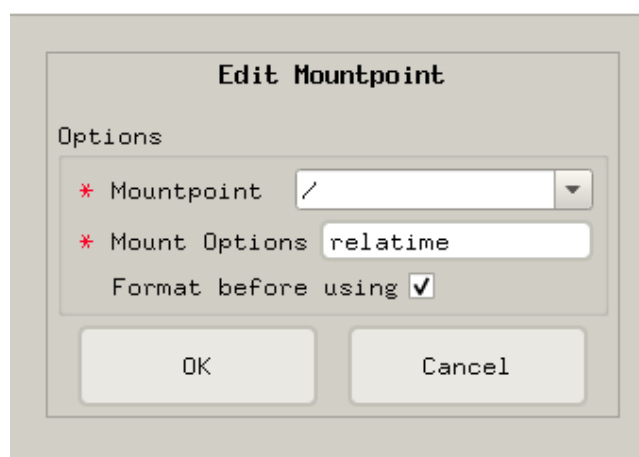 Edit Mountpoint
Options
* Mountpoint /
* Mount Options relatime
Format before using
OK Cancel